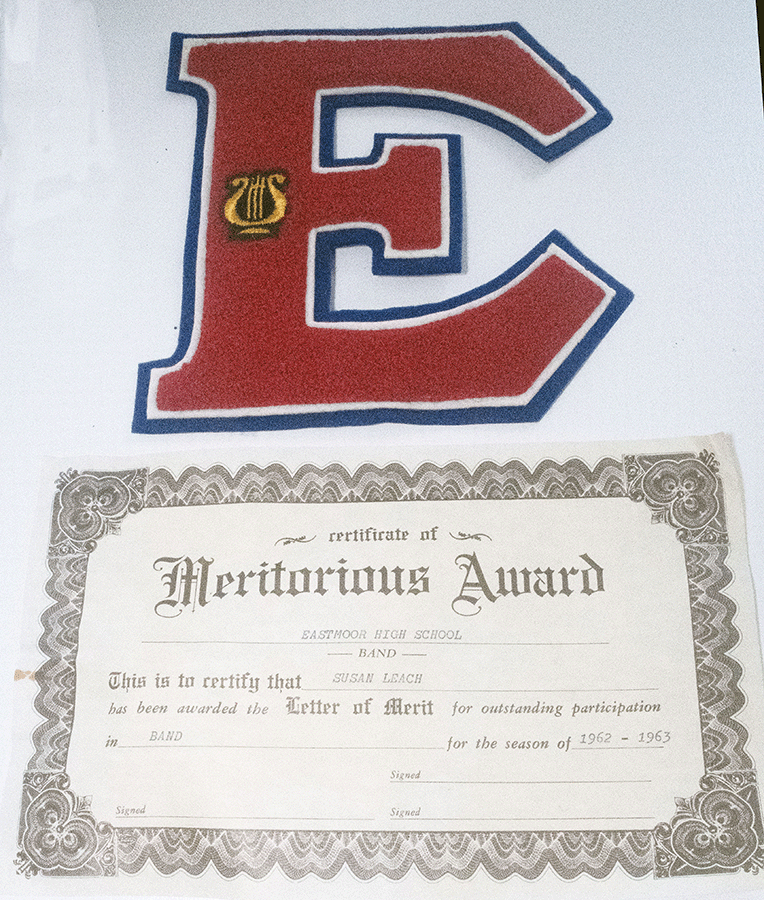 E
certificate of
Meritorious Award
EASTMOOR HIGH SCHOOL
BAND
This is to certify that SUSAN LEACH
has been awarded the Letter of Merit for outstanding participation
in BAND for the season of 1962 - 1963
Signed
Signed Signed